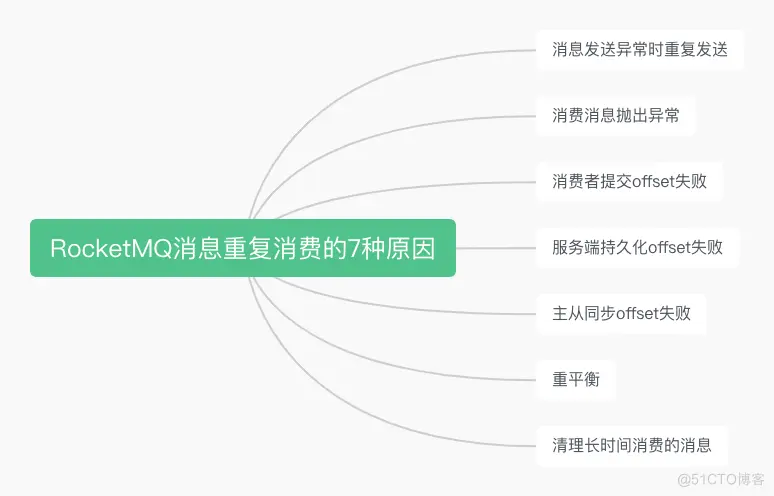 消息发送异常时重复发送
消费消息抛出异常
消费者提交offset失败
RocketMQ消息重复消费的7种原因
服务端持久化offset失败
主从同步offset失败
重平衡
清理长时间消费的消息
@51CTO博客